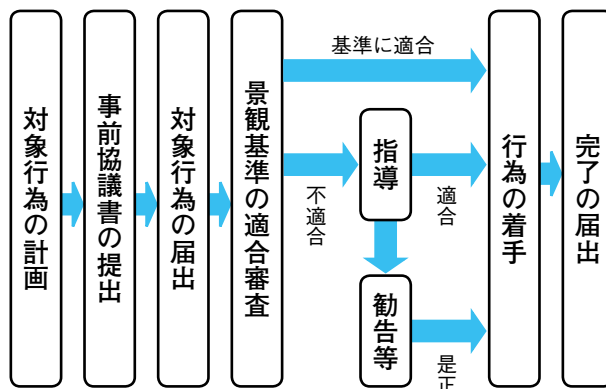 対象行為の計画
事前協議書の提出
対象行為の届出
景観基準の適合審査
基準に適合
不適合
指導
適合
勧告等
是正
行為の着手
完了の届出